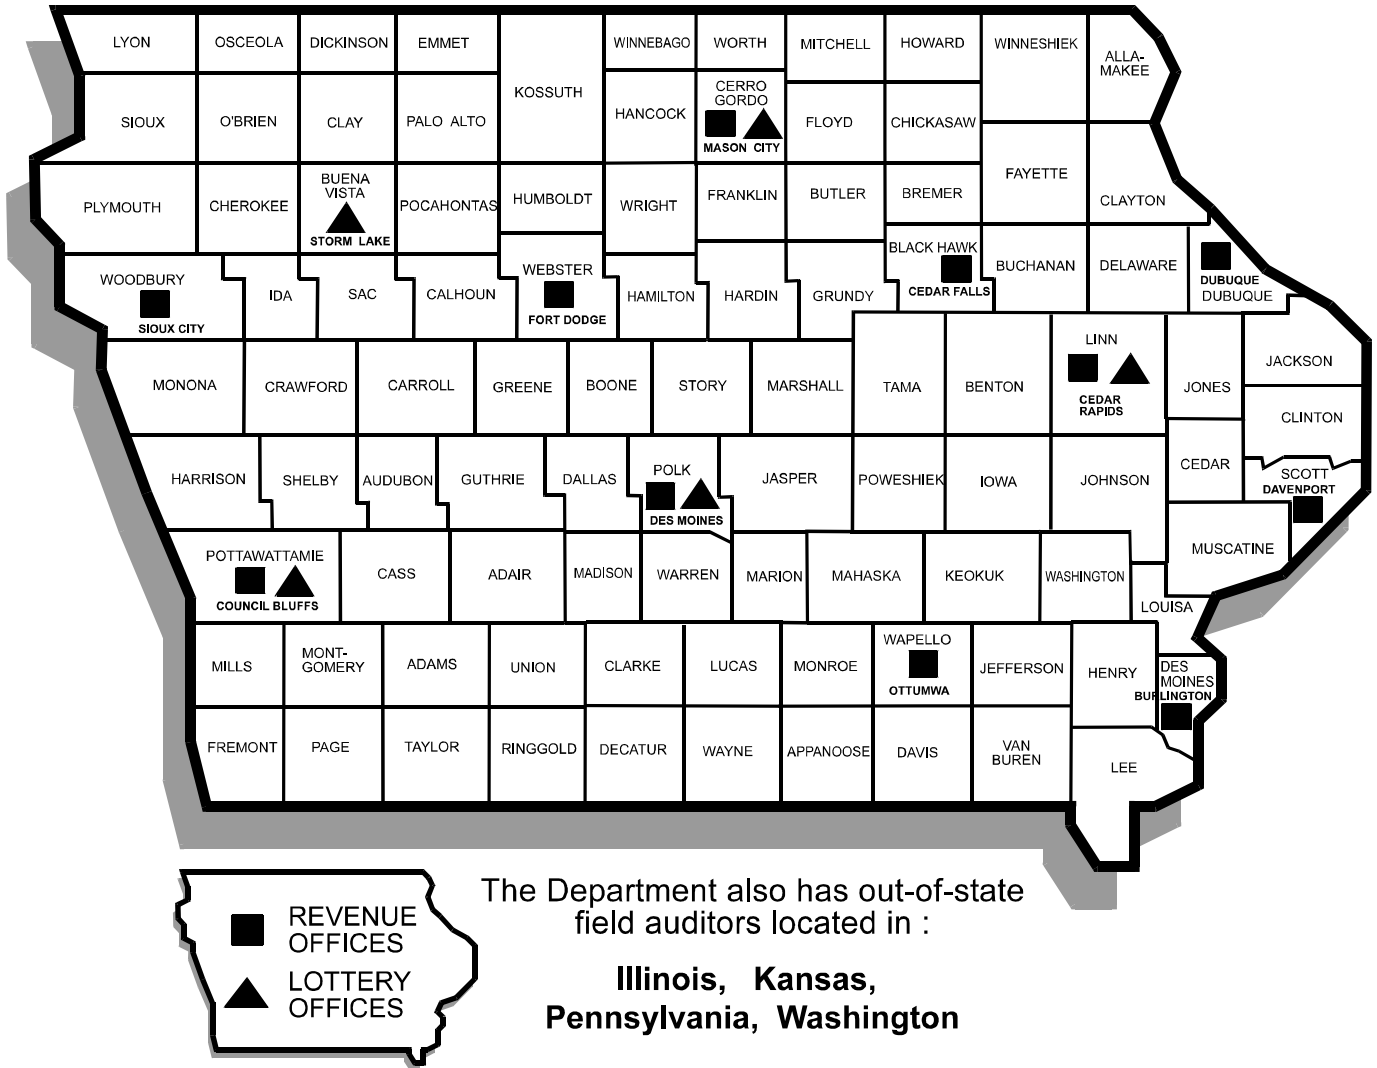 LYON
OSCEOLA
DICKINSON
EMMET
KOSSUTH
WINNEBAGO
WORTH
MITCHELL
HOWARD
WINNESHIEK
ALLA-
MAKEE
SIOUX
O'BRIEN
CLAY
PALO ALTO
HANCOCK
CERRO
GORDO
MASON CITY
FLOYD
CHICKASAW
FAYETTE
CLAYTON
PLYMOUTH
CHEROKEE
BUENA
VISTA
STORM LAKE
POCAHONTAS
HUMBOLDT
WRIGHT
FRANKLIN
BUTLER
BREMER
WOODBURY
SIOUX CITY
IDA
SAC
CALHOUN
WEBSTER
FORT DODGE
HAMILTON
HARDIN
GRUNDY
BLACK HAWK
CEDAR FALLS
BUCHANAN
DELAWARE
DUBUQUE
DUBUQUE
MONONA
CRAWFORD
CARROLL
GREENE
BOONE
STORY
MARSHALL
TAMA
BENTON
LINN
CEDAR
RAPIDS
JONES
JACKSON
CLINTON
HARRISON
SHELBY
AUDUBON
GUTHRIE
DALLAS
POLK
DES MOINES
JASPER
POWESHIEK
IOWA
JOHNSON
CEDAR
SCOTT
DAVENPORT
MUSCATINE
POTTAWATTAMIE
COUNCIL BLUFFS
CASS
ADAIR
MADISON
WARREN
MARION
MAHASKA
KEOKUK
WASHINGTON
LOUISA
MILLS
MONT-
GOMERY
ADAMS
UNION
CLARKE
LUCAS
MONROE
WAPELLO
OTTUMWA
JEFFERSON
HENRY
DES
MOINES
BURLINGTON
FREMONT
PAGE
TAYLOR
RINGGOLD
DECATUR
WAYNE
APPANOOSE
DAVIS
VAN
BUREN
LEE
REVENUE
OFFICES
LOTTERY
OFFICES
The Department also has out-of-state
field auditors located in :
Illinois, Kansas,
Pennsylvania, Washington